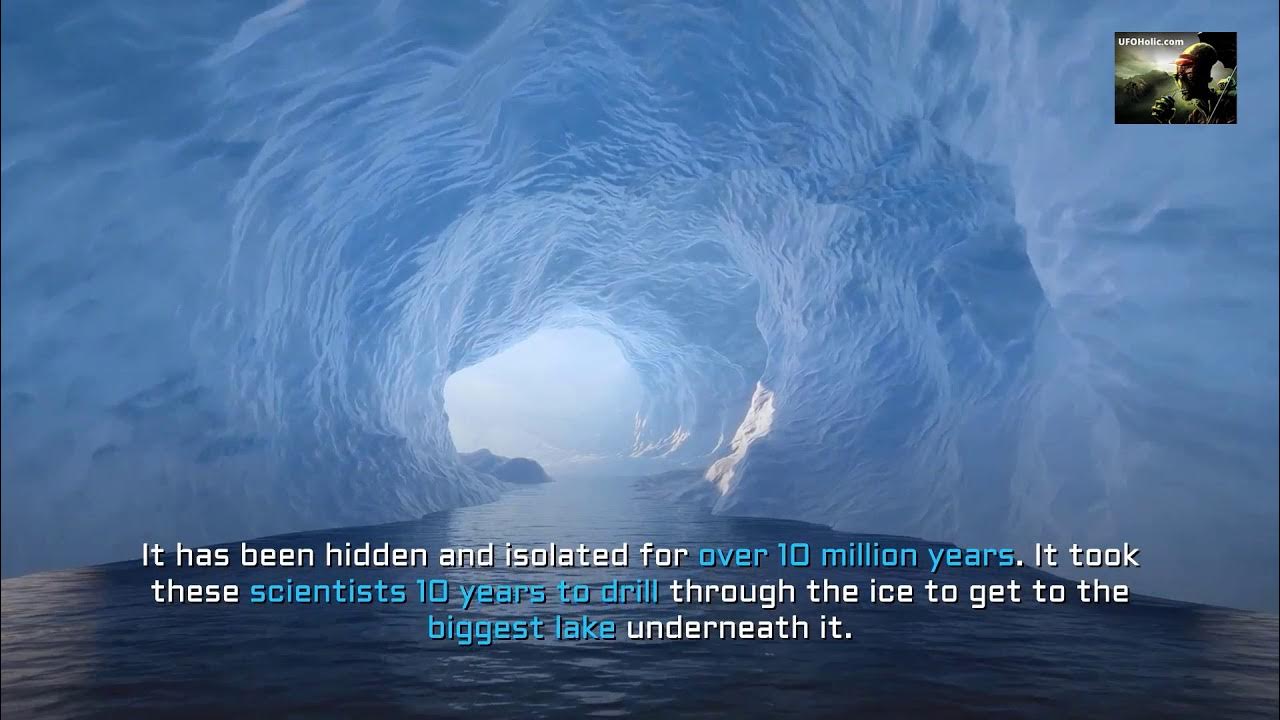 UFOHolic.com
It has been hidden and isolated for over 10 million years. It took
these scientists 10 years to drill through the ice to get to the
biggest lake underneath it.